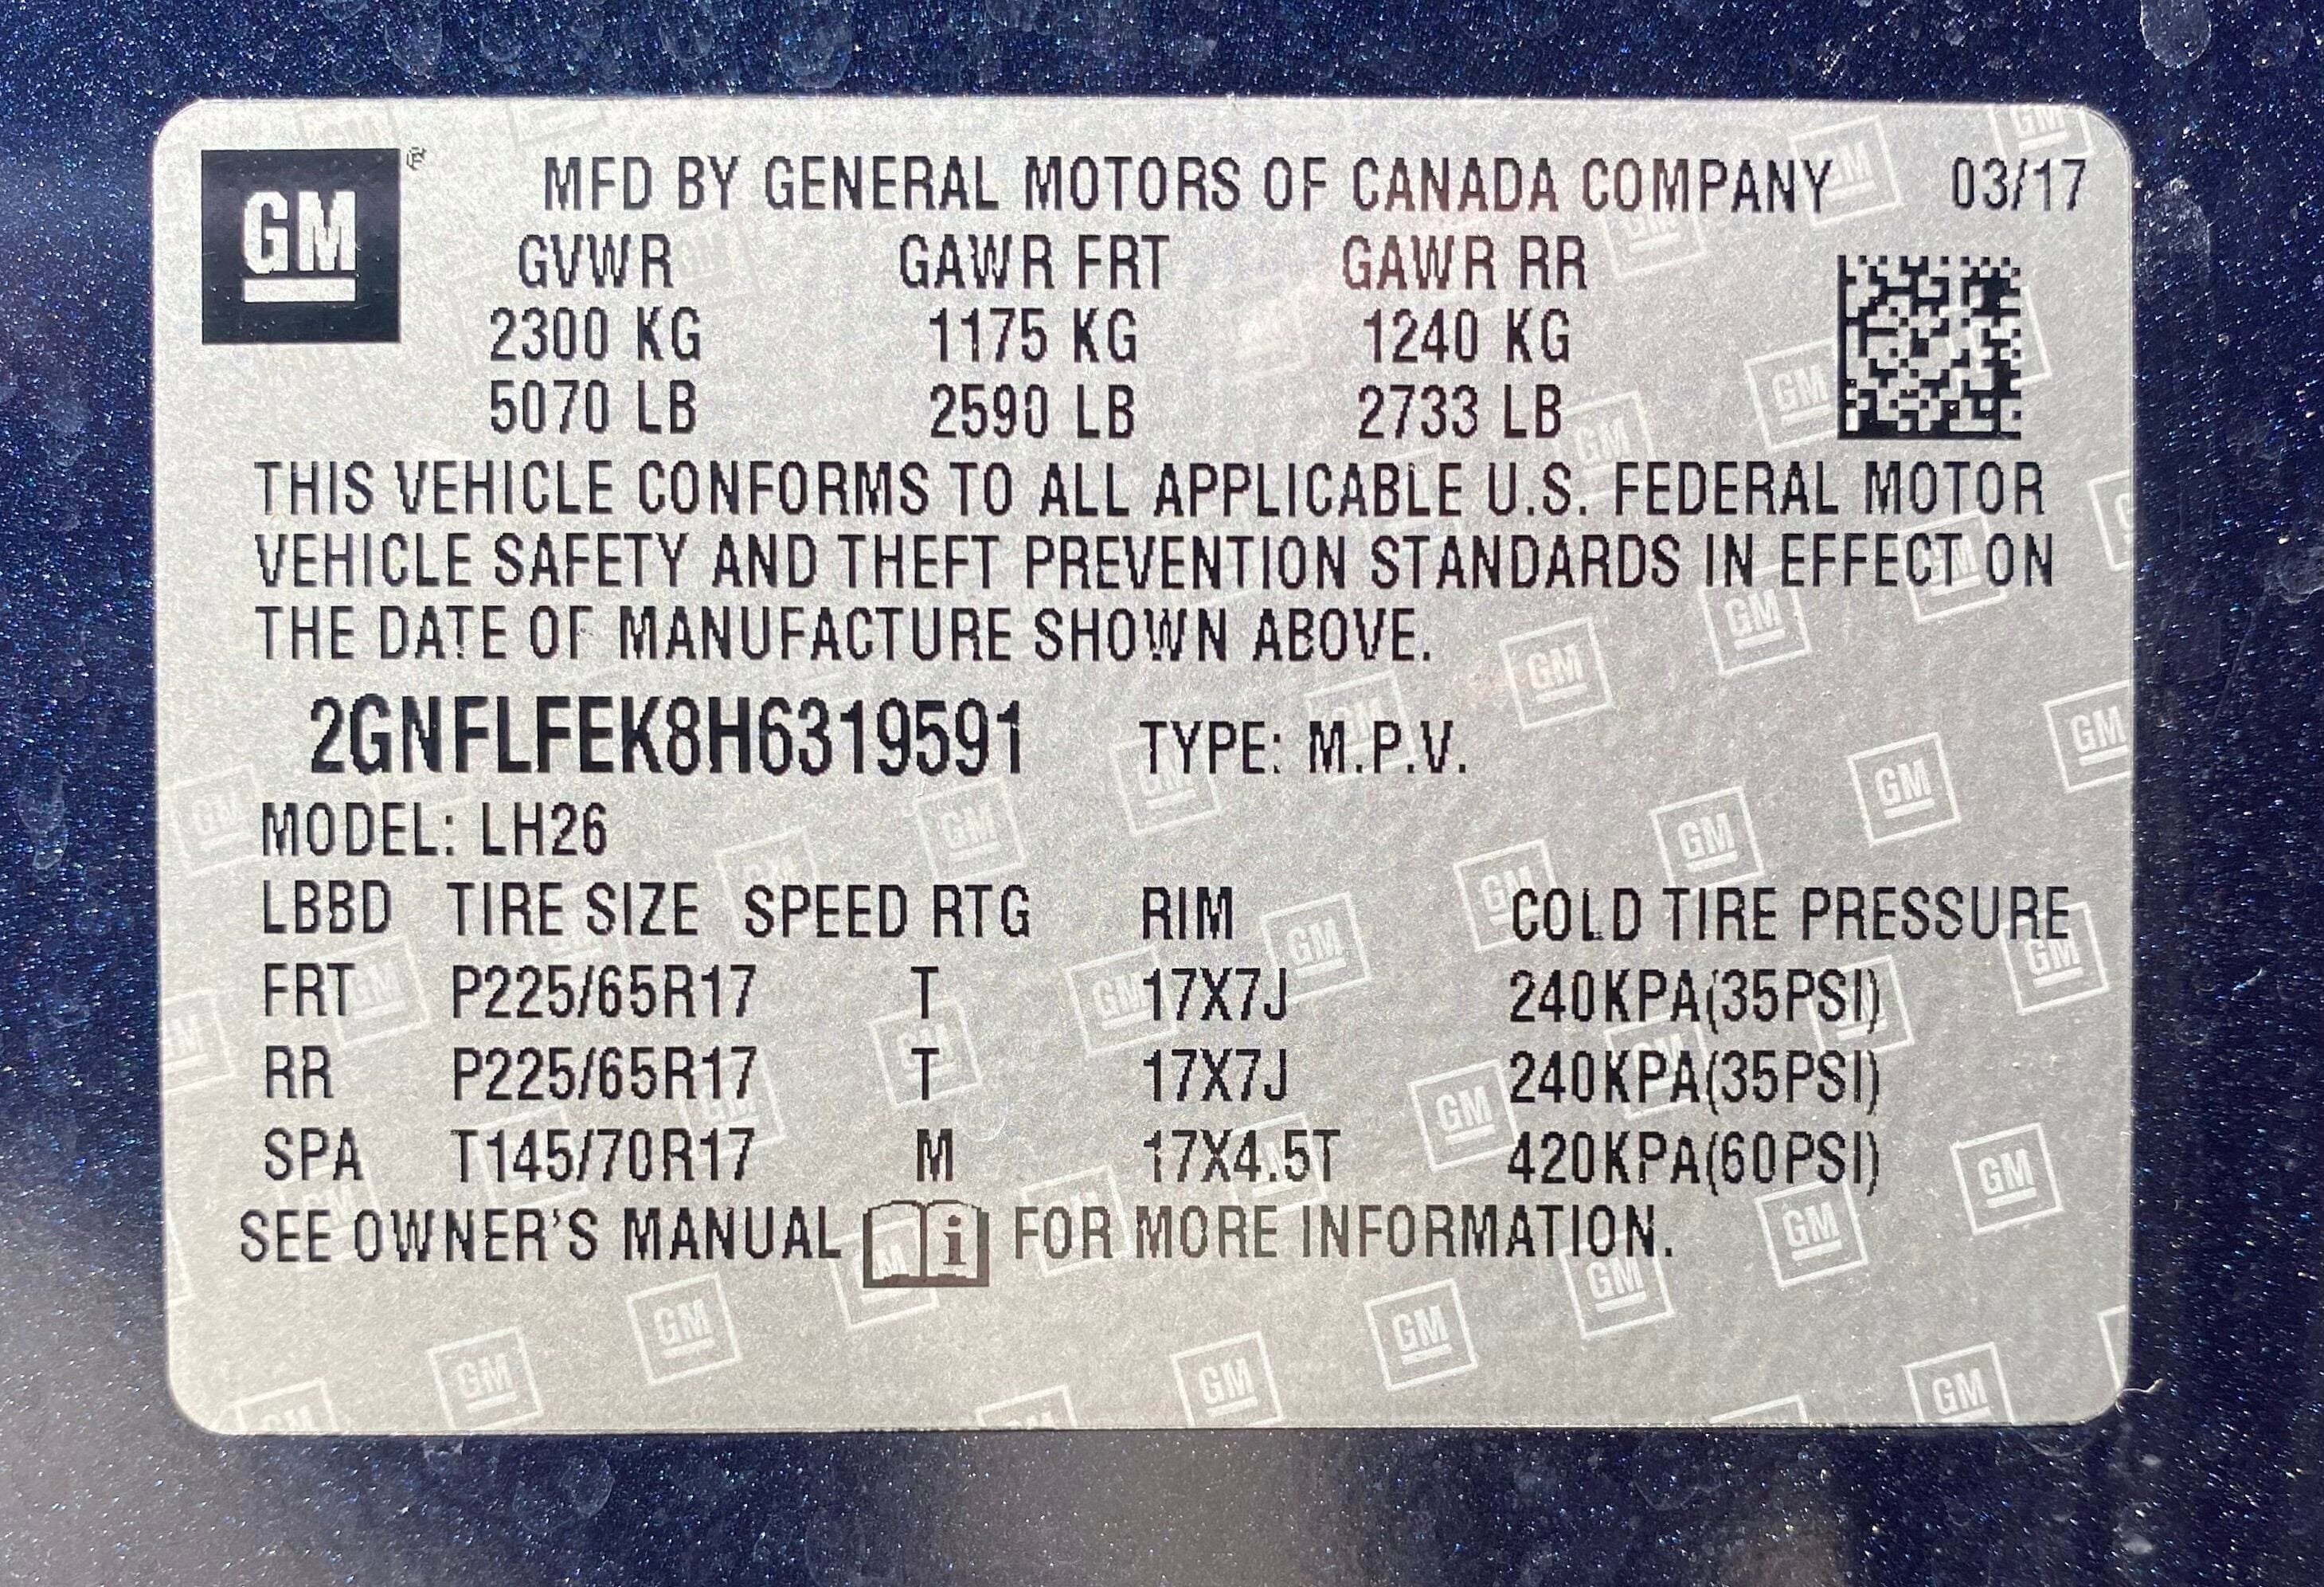 GM ®
MFD BY GENERAL MOTORS OF CANADA COMPANY 03/17
GVWR GAWR FRT GAWR RR
2300 KG 1175 KG 1240 KG
5070 LB 2590 LB 2733 LB
THIS VEHICLE CONFORMS TO ALL APPLICABLE U.S. FEDERAL MOTOR
VEHICLE SAFETY AND THEFT PREVENTION STANDARDS IN EFFECT ON
THE DATE OF MANUFACTURE SHOWN ABOVE.
2GNFLFEK8H6319591 TYPE: M.P.V.
MODEL: LH26
LBBD TIRE SIZE SPEED RTG RIM COLD TIRE PRESSURE
FRT P225/65R17 T 17X7J 240KPA(35PSI)
RR P225/65R17 T 17X7J 240KPA(35PSI)
SPA T145/70R17 M 17X4.5T 420KPA(60PSI)
SEE OWNER'S MANUAL i FOR MORE INFORMATION.